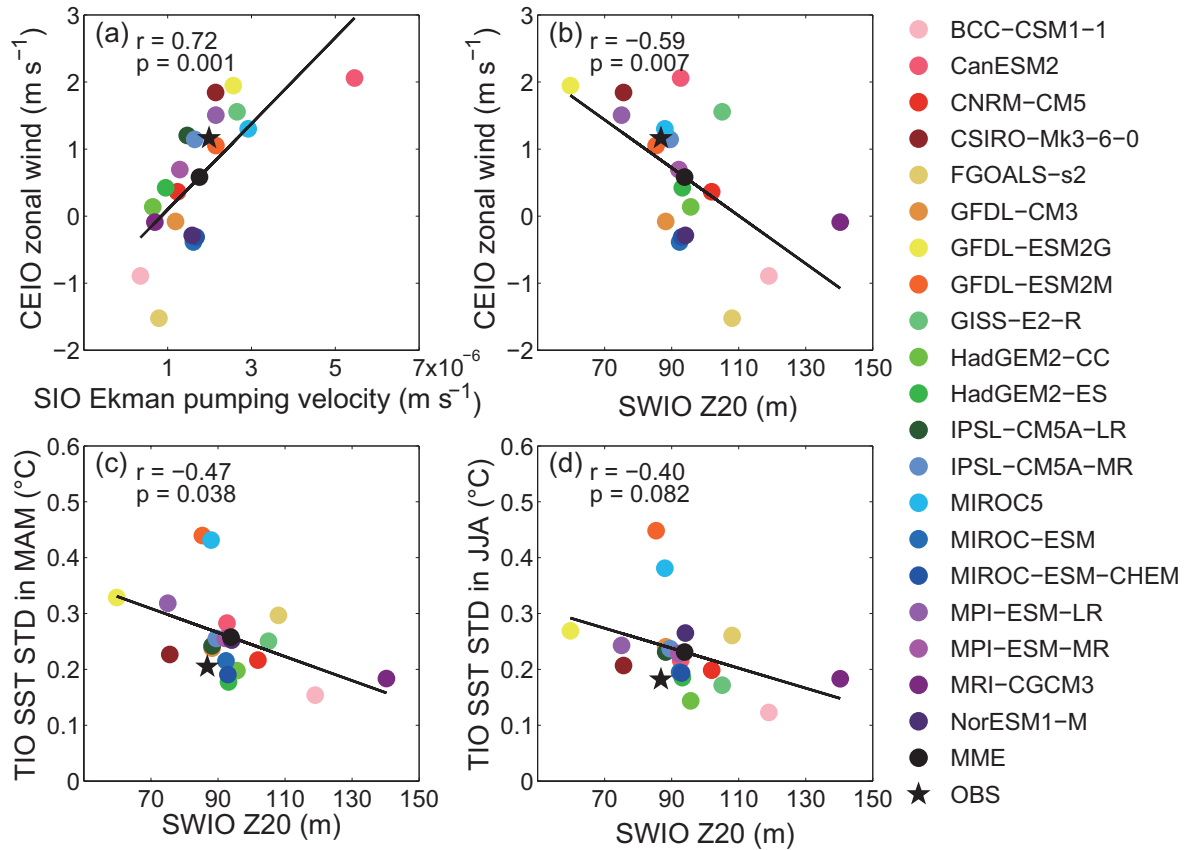 (a)
r = 0.72
p = 0.001
3
2
1
0
−1
−2
CEIO zonal wind (m s⁻¹)
1
3
5
7x10⁻⁶
SIO Ekman pumping velocity (m s⁻¹)
(b)
r = −0.59
p = 0.007
3
2
1
0
−1
−2
CEIO zonal wind (m s⁻¹)
70
90
110
130
150
SWIO Z20 (m)
(c)
r = −0.47
p = 0.038
0.6
0.5
0.4
0.3
0.2
0.1
0
TIO SST STD in MAM (°C)
70
90
110
130
150
SWIO Z20 (m)
(d)
r = −0.40
p = 0.082
0.6
0.5
0.4
0.3
0.2
0.1
0
TIO SST STD in JJA (°C)
70
90
110
130
150
SWIO Z20 (m)
BCC−CSM1−1
CanESM2
CNRM−CM5
CSIRO−Mk3−6−0
FGOALS−s2
GFDL−CM3
GFDL−ESM2G
GFDL−ESM2M
GISS−E2−R
HadGEM2−CC
HadGEM2−ES
IPSL−CM5A−LR
IPSL−CM5A−MR
MIROC5
MIROC−ESM
MIROC−ESM−CHEM
MPI−ESM−LR
MPI−ESM−MR
MRI−CGCM3
NorESM1−M
MME
OBS